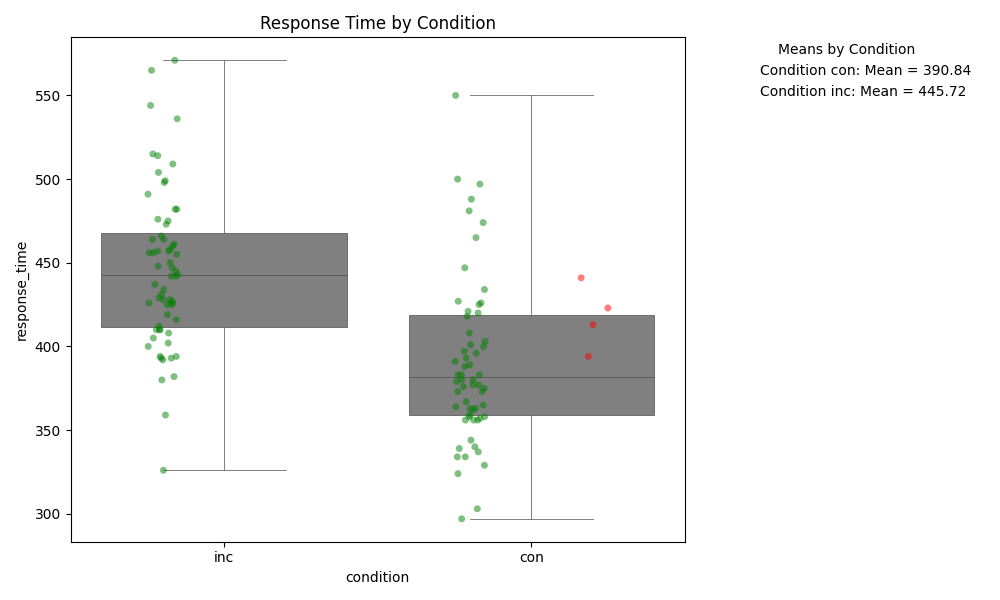 Response Time by Condition
Means by Condition
Condition con: Mean = 390.84
Condition inc: Mean = 445.72
550
500
450
400
350
300
response_time
inc
con
condition